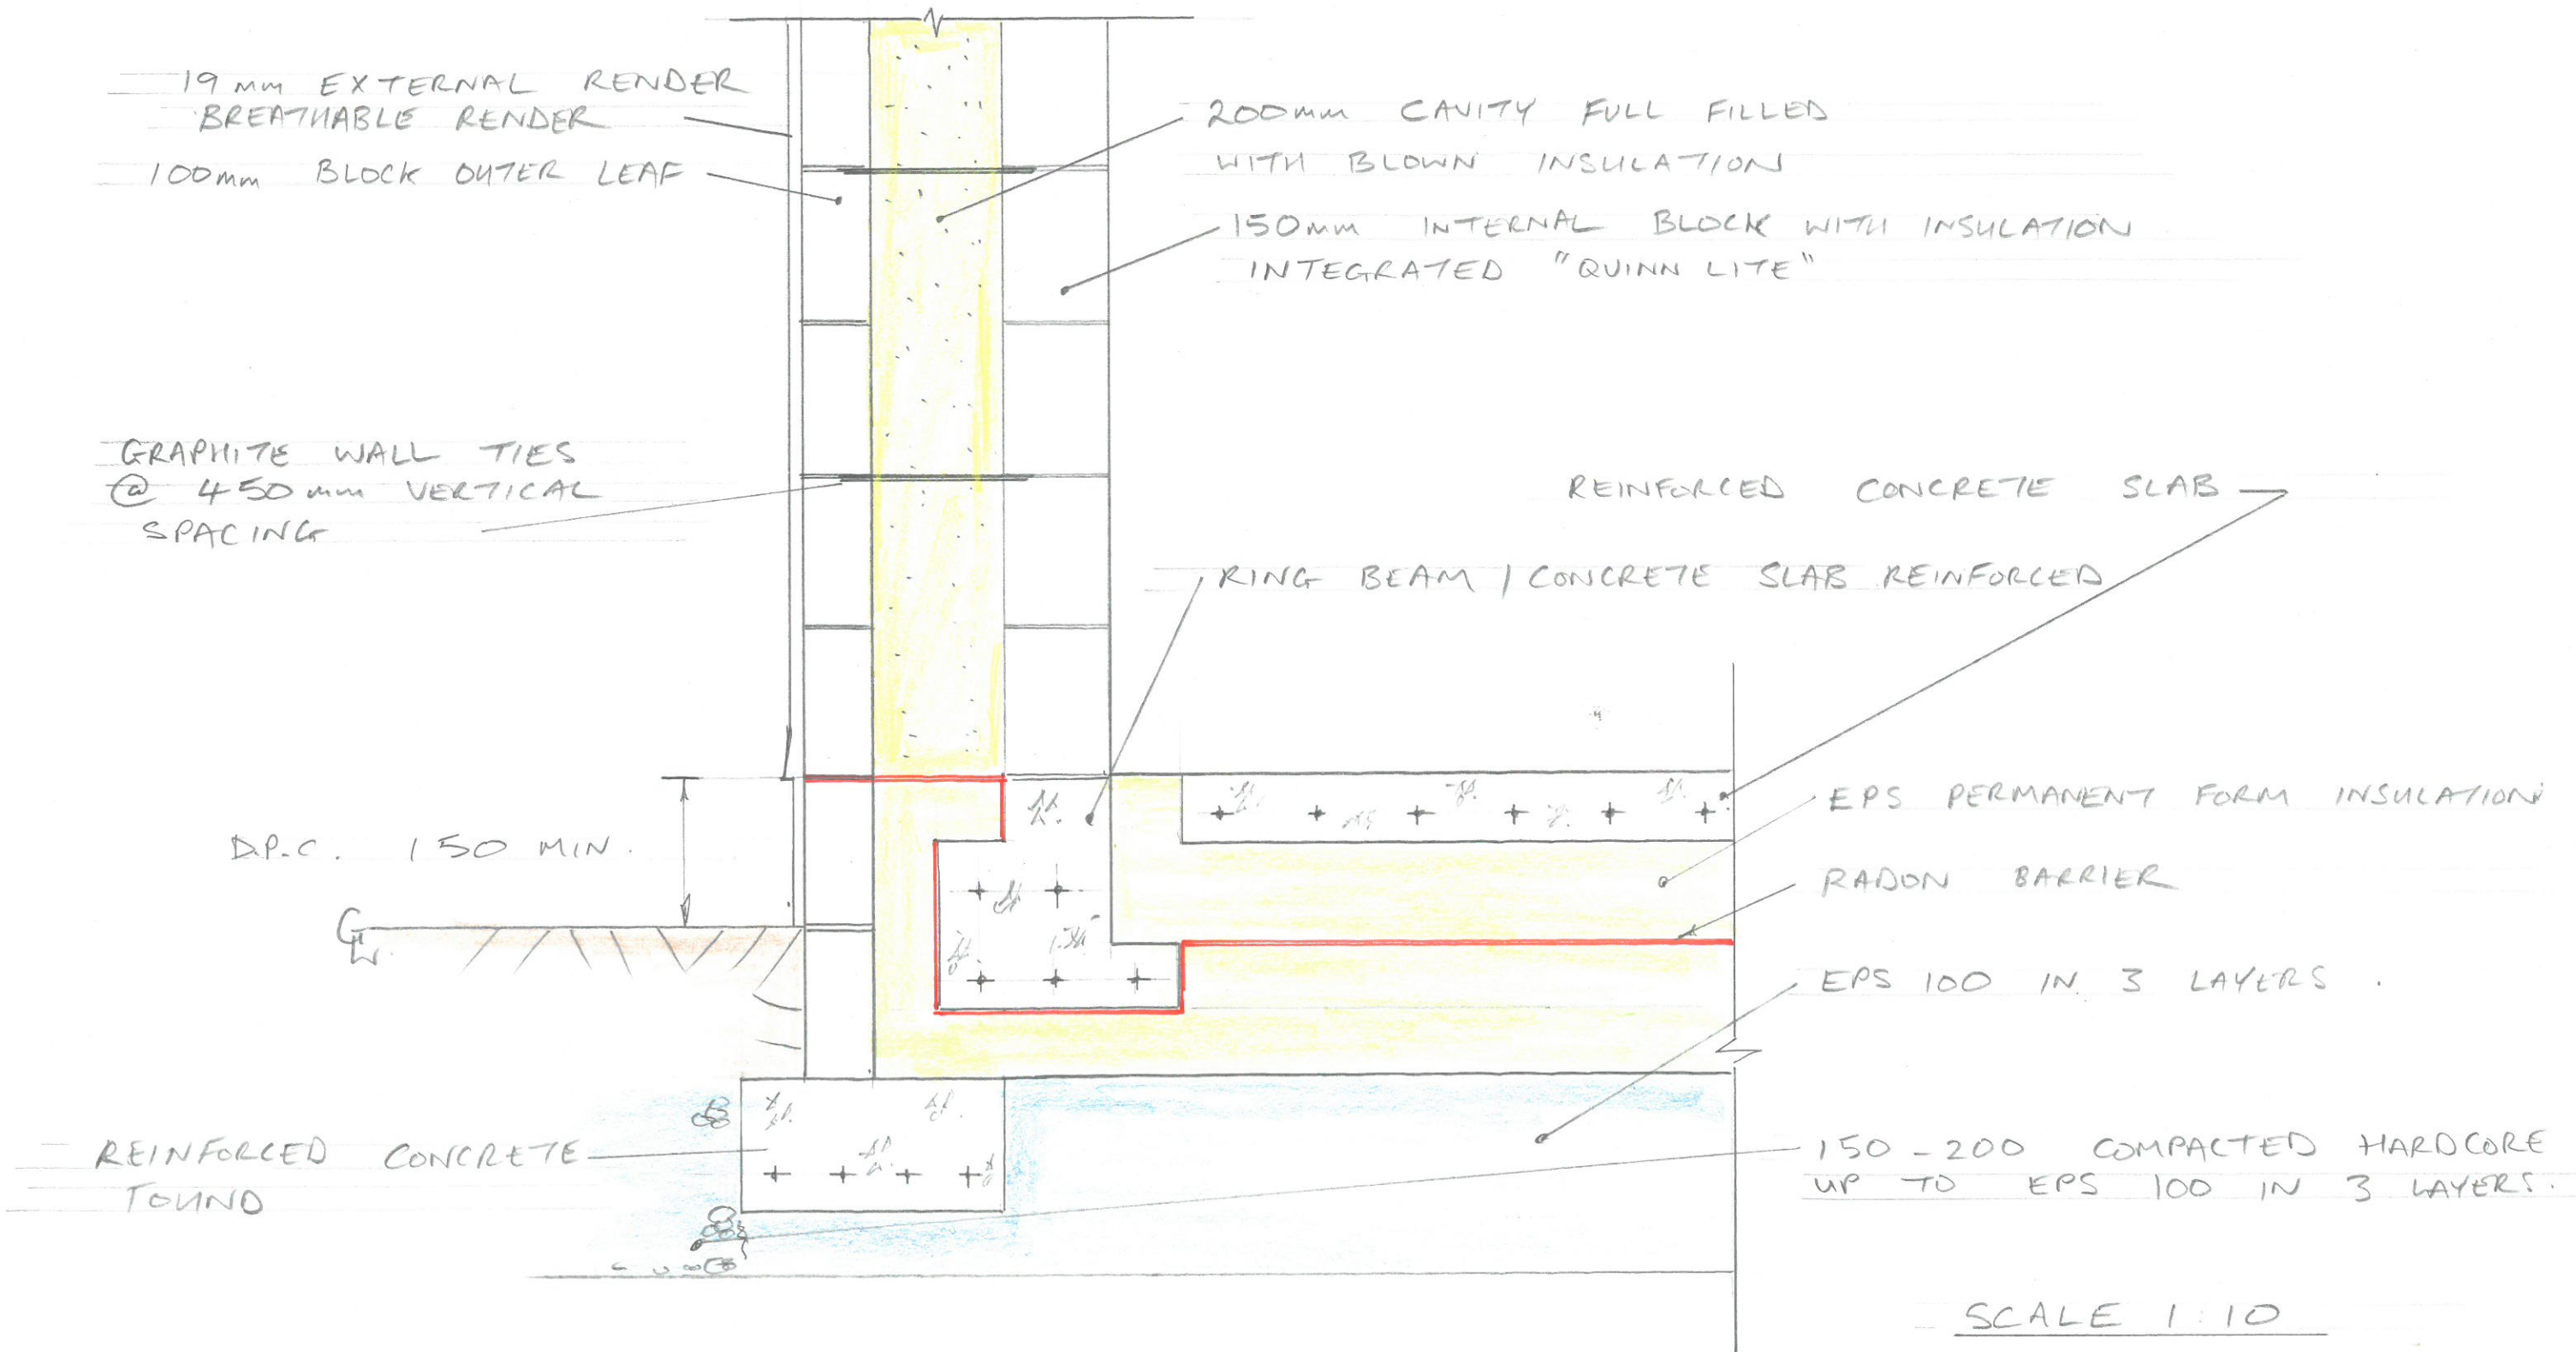 19 mm EXTERNAL RENDER
BREATHABLE RENDER
100mm BLOCK OUTER LEAF
200mm CAVITY FULL FILLED
WITH BLOWN INSULATION
150mm INTERNAL BLOCK WITH INSULATION
INTEGRATED "QUINN LITE"
GRAPHITE WALL TIES
@ 450mm VERTICAL
SPACING
REINFORCED CONCRETE SLAB
RING BEAM / CONCRETE SLAB REINFORCED
EPS PERMANENT FORM INSULATION
D.P.C. 150 MIN.
RADON BARRIER
GL
EPS 100 IN 3 LAYERS.
REINFORCED CONCRETE
FOUND
150-200 COMPACTED HARDCORE
UP TO EPS 100 IN 3 LAYERS.
SCALE 1:10